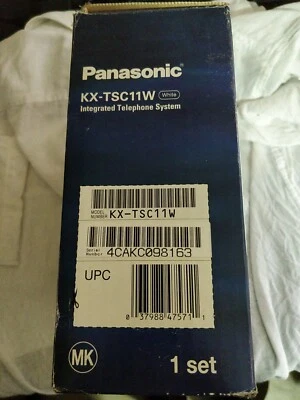 Panasonic
KX-TSC11W White
Integrated Telephone System
MODEL NUMBER KX-TSC11W
Serial Number 4CAKC098163
UPC
0 37988 47571 1
MK
1 set